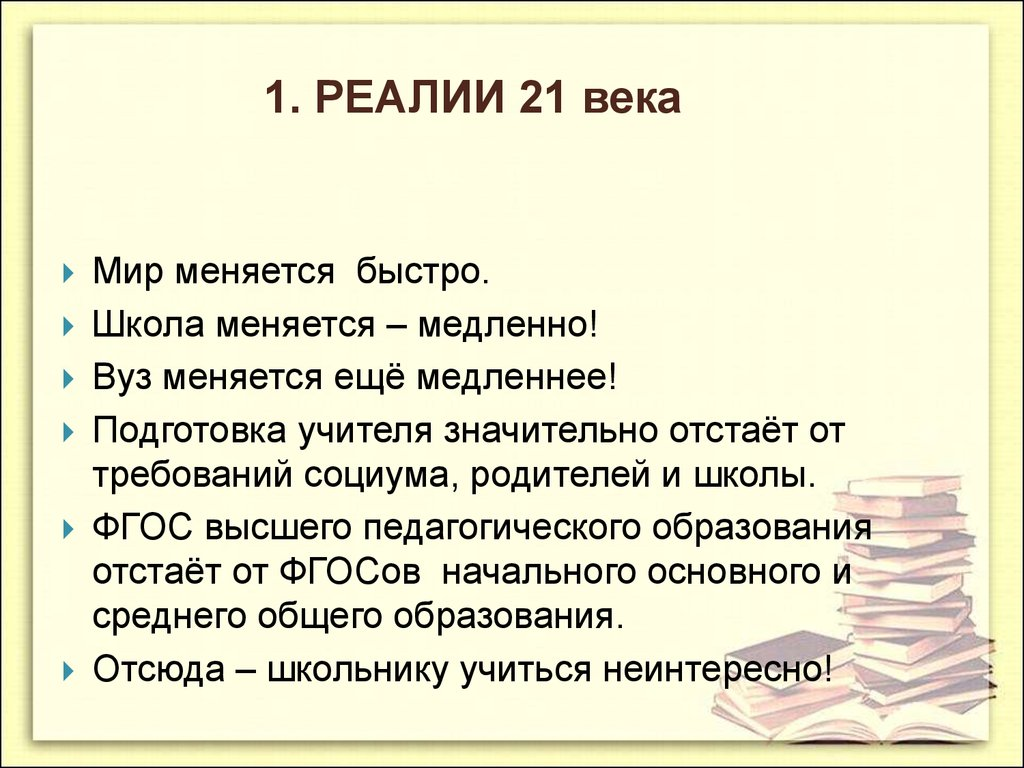 1. РЕАЛИИ 21 века
Мир меняется  быстро.
Школа меняется – медленно!
Вуз меняется ещё медленнее!
Подготовка учителя значительно отстаёт от
требований социума, родителей и школы.
ФГОС высшего педагогического образования
отстаёт от ФГОСов  начального основного и
среднего общего образования.
Отсюда – школьнику учиться неинтересно!